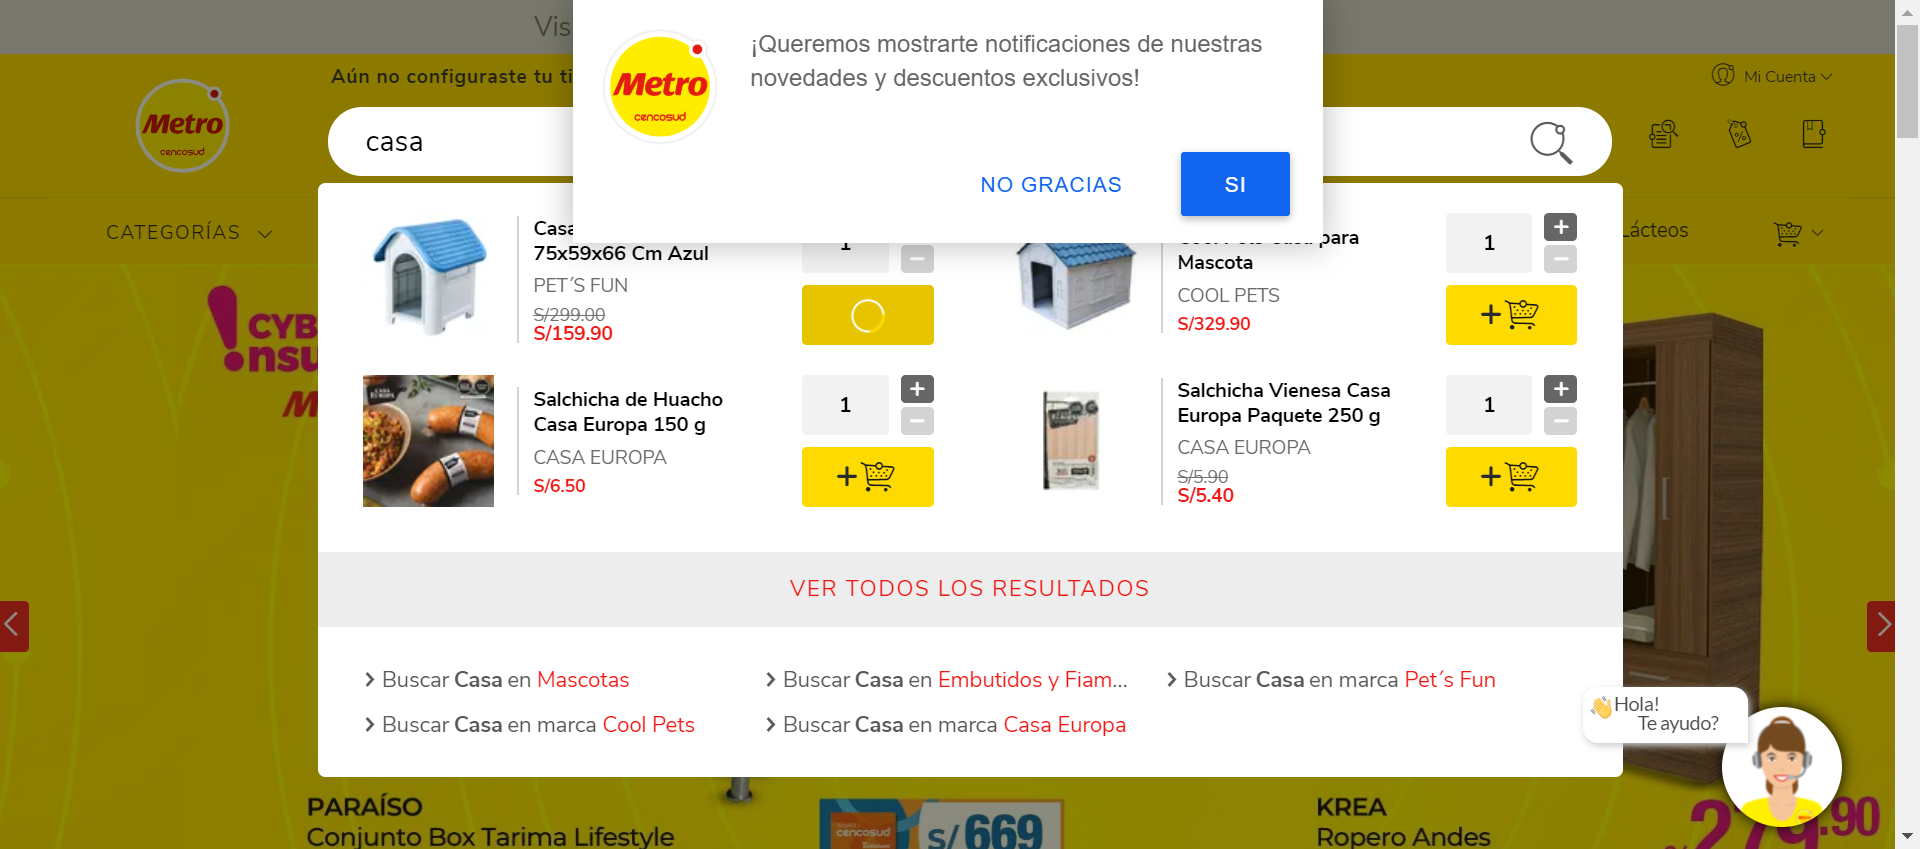 Vis
¡Queremos mostrarte notificaciones de nuestras
novedades y descuentos exclusivos!
NO GRACIAS
SI
Metro
cencosud
Aún no configuraste tu ti
Mi Cuenta
Metro
cencosud
casa
CATEGORÍAS
Lácteos
Casa
75x59x66 Cm Azul
PET´S FUN
S/299.00
S/159.90
1
Cool Pets Casa para
Mascota
COOL PETS
S/329.90
1
Salchicha de Huacho
Casa Europa 150 g
CASA EUROPA
S/6.50
1
Salchicha Vienesa Casa
Europa Paquete 250 g
CASA EUROPA
S/5.90
S/5.40
1
CYB
nsu
M
VER TODOS LOS RESULTADOS
Buscar Casa en Mascotas
Buscar Casa en Embutidos y Fiam...
Buscar Casa en marca Pet´s Fun
Buscar Casa en marca Cool Pets
Buscar Casa en marca Casa Europa
Hola!
Te ayudo?
PARAÍSO
Conjunto Box Tarima Lifestyle
cencosud
S/ 669
KREA
Ropero Andes
279.90